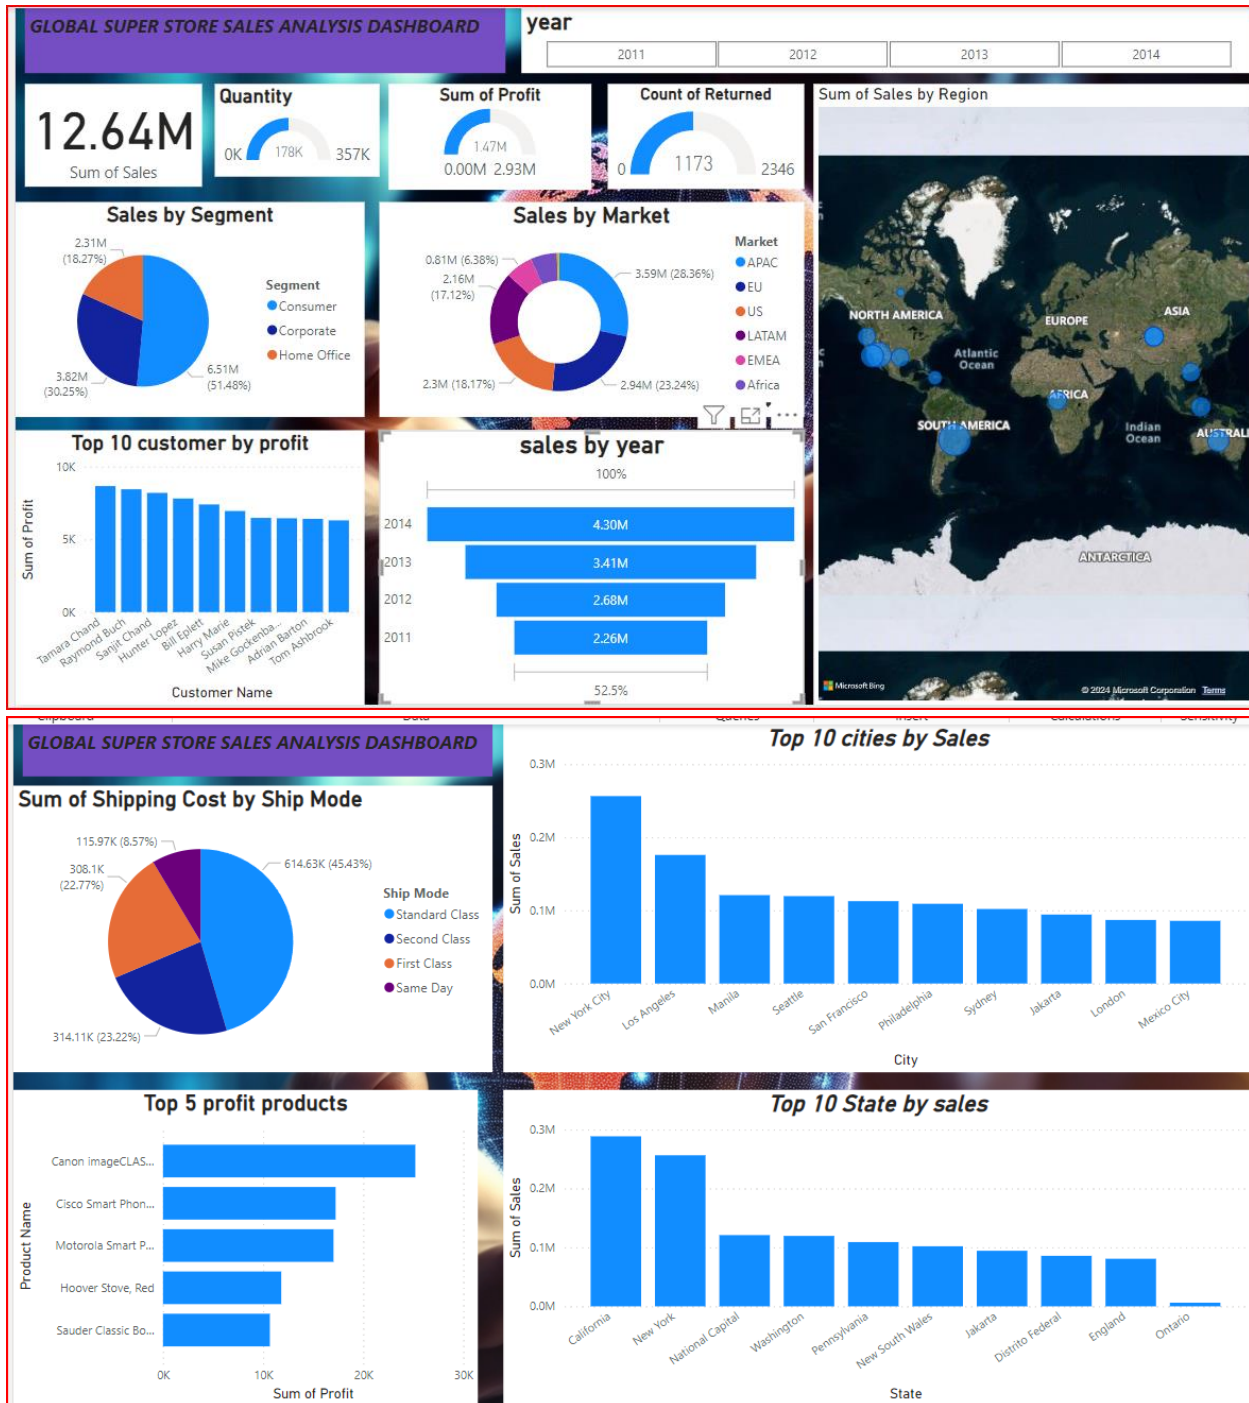 GLOBAL SUPER STORE SALES ANALYSIS DASHBOARD
year
2011
2012
2013
2014
12.64M
Sum of Sales
Quantity
0K
178K
357K
Sum of Profit
1.47M
0.00M 2.93M
Count of Returned
0
1173
2346
Sum of Sales by Region
NORTH AMERICA
EUROPE
ASIA
Atlantic
Ocean
AFRICA
SOUTH AMERICA
Indian
Ocean
AUSTRALI
ANTARCTICA
Microsoft Bing
© 2024 Microsoft Corporation Terms
Sales by Segment
2.31M
(18.27%)
3.82M
(30.25%)
6.51M
(51.48%)
Segment
Consumer
Corporate
Home Office
Sales by Market
0.81M (6.38%)
2.16M
(17.12%)
2.3M (18.17%)
3.59M (28.36%)
2.94M (23.24%)
Market
APAC
EU
US
LATAM
EMEA
Africa
Top 10 customer by profit
Sum of Profit
10K
5K
0K
Tamara Chand
Raymond Buch
Sanjit Chand
Hunter Lopez
Bill Eplett
Harry Marie
Susan Pistek
Mike Gockenba...
Adrian Barton
Tom Ashbrook
Customer Name
sales by year
100%
2014
4.30M
2013
3.41M
2012
2.68M
2011
2.26M
52.5%
Clipboard
Data
Queries
Insert
Calculations
Sensitivity
GLOBAL SUPER STORE SALES ANALYSIS DASHBOARD
Sum of Shipping Cost by Ship Mode
115.97K (8.57%)
308.1K
(22.77%)
614.63K (45.43%)
314.11K (23.22%)
Ship Mode
Standard Class
Second Class
First Class
Same Day
Top 10 cities by Sales
Sum of Sales
0.3M
0.2M
0.1M
0.0M
New York City
Los Angeles
Manila
Seattle
San Francisco
Philadelphia
Sydney
Jakarta
London
Mexico City
City
Top 5 profit products
Product Name
Canon imageCLAS...
Cisco Smart Phon...
Motorola Smart P...
Hoover Stove, Red
Sauder Classic Bo...
0K
10K
20K
30K
Sum of Profit
Top 10 State by sales
Sum of Sales
0.3M
0.2M
0.1M
0.0M
California
New York
National Capital
Washington
Pennsylvania
New South Wales
Jakarta
Distrito Federal
England
Ontario
State